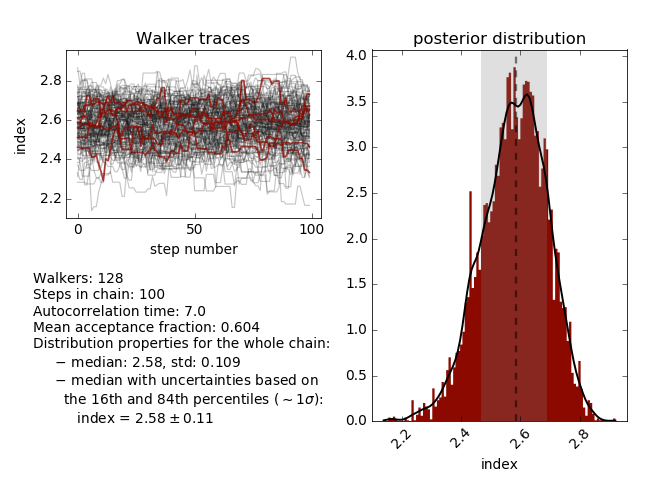 Walker traces
index
2.8
2.6
2.4
2.2
0
50
100
step number
Walkers: 128
Steps in chain: 100
Autocorrelation time: 7.0
Mean acceptance fraction: 0.604
Distribution properties for the whole chain:
− median: 2.58, std: 0.109
− median with uncertainties based on
the 16th and 84th percentiles (∼1σ):
index = 2.58 ± 0.11
posterior distribution
4.0
3.5
3.0
2.5
2.0
1.5
1.0
0.5
0.0
2.2
2.4
2.6
2.8
index